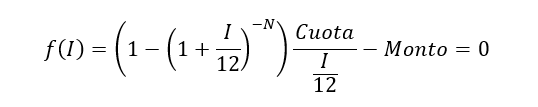 f(I) = (1 − (1 + I/12)^−N) Cuota/(I/12) − Monto = 0